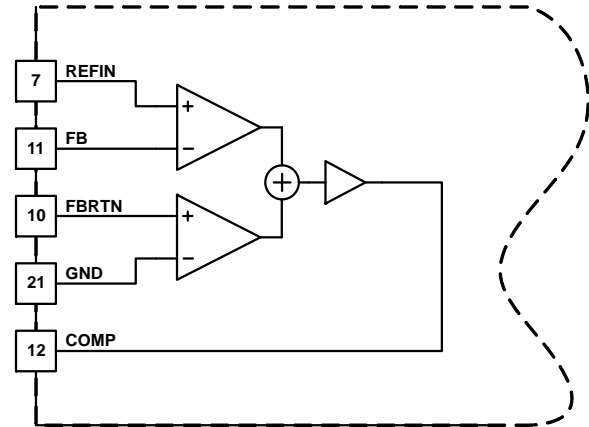 7 REFIN
11 FB
10 FBRTN
21 GND
12 COMP
+
−
+
+
−